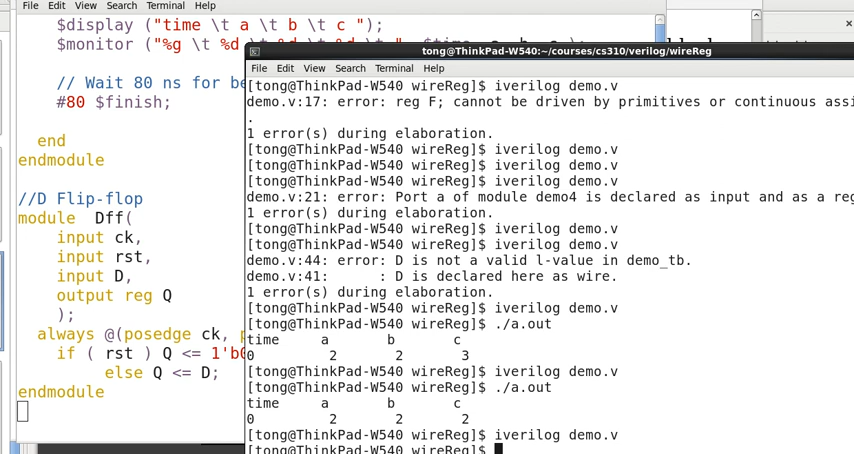 File Edit View Search Terminal Help
$display ("time \t a \t b \t c ");
$monitor ("%g \t %d
// Wait 80 ns for be
#80 $finish;
end
endmodule
//D Flip-flop
module Dff(
input ck,
input rst,
input D,
output reg Q
);
always @(posedge ck,
if ( rst ) Q <= 1'b0
else Q <= D;
endmodule
tong@ThinkPad-W540:~/courses/cs310/verilog/wireReg
File Edit View Search Terminal Help
[tong@ThinkPad-W540 wireReg]$ iverilog demo.v
demo.v:17: error: reg F; cannot be driven by primitives or continuous assi
.
1 error(s) during elaboration.
[tong@ThinkPad-W540 wireReg]$ iverilog demo.v
[tong@ThinkPad-W540 wireReg]$ iverilog demo.v
[tong@ThinkPad-W540 wireReg]$ iverilog demo.v
demo.v:21: error: Port a of module demo4 is declared as input and as a reg
1 error(s) during elaboration.
[tong@ThinkPad-W540 wireReg]$ iverilog demo.v
[tong@ThinkPad-W540 wireReg]$ iverilog demo.v
demo.v:44: error: D is not a valid l-value in demo_tb.
demo.v:41:      : D is declared here as wire.
1 error(s) during elaboration.
[tong@ThinkPad-W540 wireReg]$ iverilog demo.v
[tong@ThinkPad-W540 wireReg]$ ./a.out
time a b c
0 2 2 3
[tong@ThinkPad-W540 wireReg]$ iverilog demo.v
[tong@ThinkPad-W540 wireReg]$ ./a.out
time a b c
0 2 2 2
[tong@ThinkPad-W540 wireReg]$ iverilog demo.v
[tong@ThinkPad-W540 wireReg]$